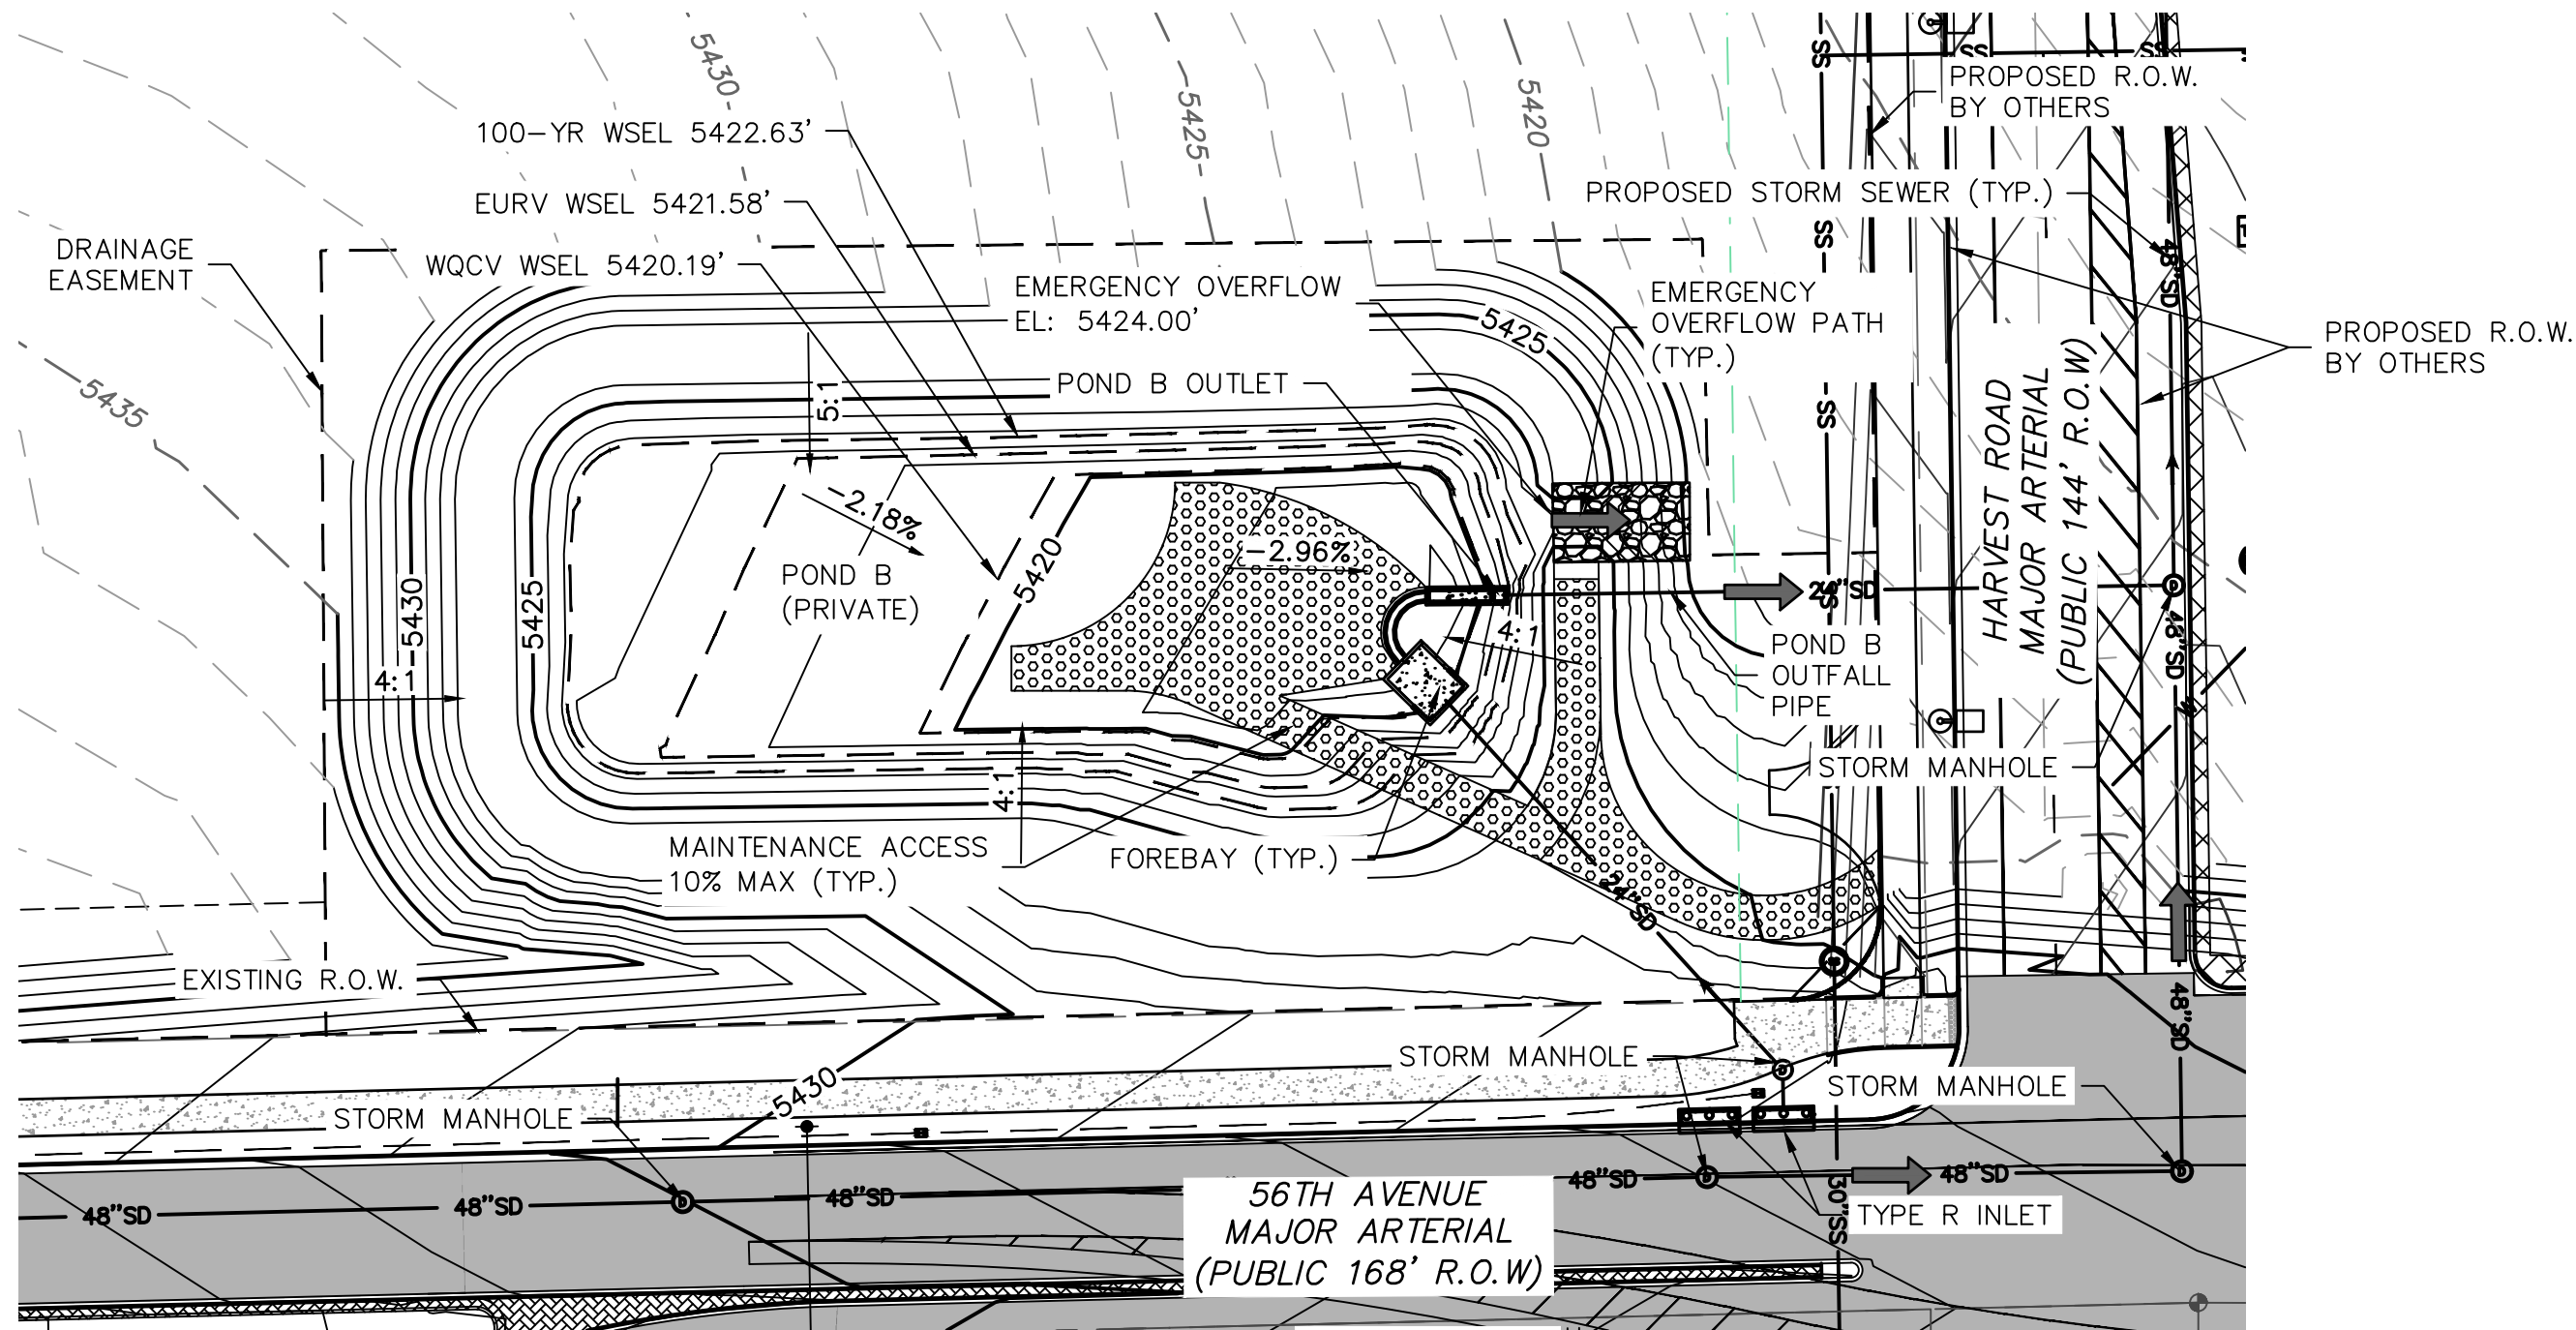 5430
SS
SS
SS
PROPOSED R.O.W.
BY OTHERS
5425
5420
100-YR WSEL 5422.63'
EURV WSEL 5421.58'
PROPOSED STORM SEWER (TYP.)
SS
DRAINAGE
EASEMENT
WQCV WSEL 5420.19'
EMERGENCY OVERFLOW
EL: 5424.00'
EMERGENCY
OVERFLOW PATH
(TYP.)
48"SD
PROPOSED R.O.W.
BY OTHERS
5425
POND B OUTLET
5435
5:1
SS
HARVEST ROAD
MAJOR ARTERIAL
(PUBLIC 144' R.O.W)
-2.18%
-2.96%
5420
POND B
(PRIVATE)
5430
5425
24"SD
SS
48"SD
4:1
POND B
OUTFALL
PIPE
4:1
STORM MANHOLE
4:1
MAINTENANCE ACCESS
10% MAX (TYP.)
FOREBAY (TYP.)
24"SD
EXISTING R.O.W.
48"SD
STORM MANHOLE
STORM MANHOLE
5430
STORM MANHOLE
48"SD
48"SD
48"SD
48"SD
48"SD
56TH AVENUE
MAJOR ARTERIAL
(PUBLIC 168' R.O.W)
30"SS
TYPE R INLET